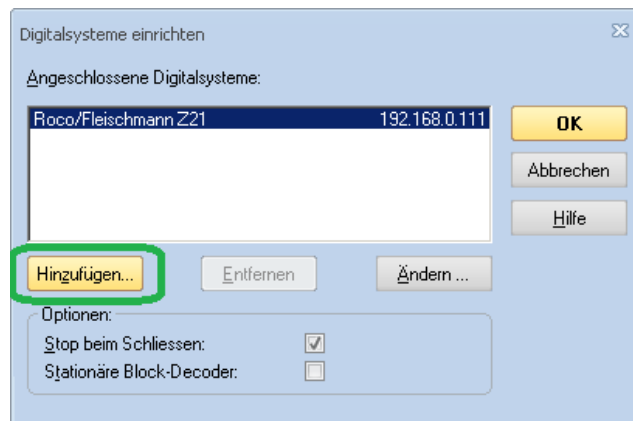 Digitalsysteme einrichten
Angeschlossene Digitalsysteme:
Roco/Fleischmann Z21 192.168.0.111
OK
Abbrechen
Hilfe
Hinzufügen... Entfernen Ändern ...
Optionen:
Stop beim Schliessen:
Stationäre Block-Decoder: